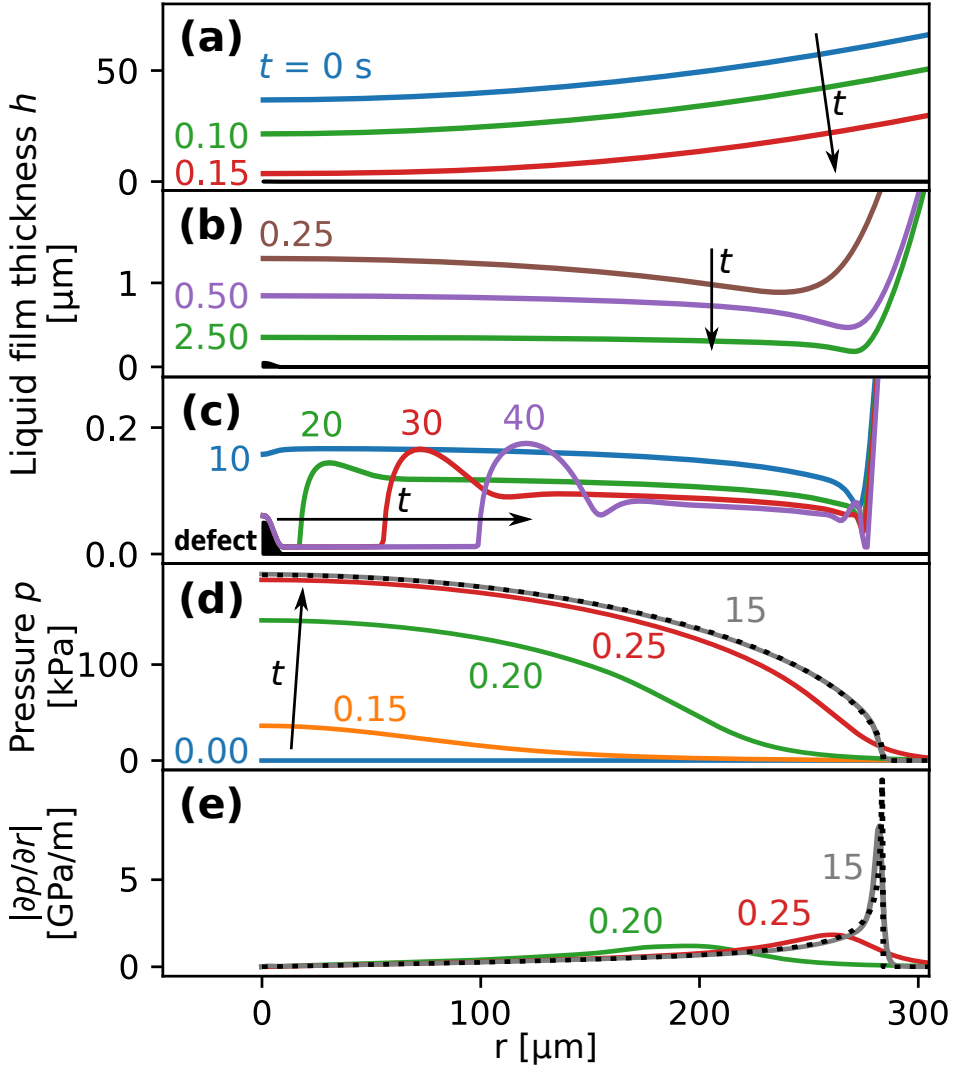 (a)
t = 0 s
50
0.10
t
0.15
0
(b)
0.25
t
1
0.50
2.50
0
Liquid film thickness h
[μm]
(c)
0.2
20
30
40
10
t
defect
0.0
(d)
15
0.25
100
t
0.20
0.15
0.00
0
Pressure p
[kPa]
(e)
15
5
0.20
0.25
0
|∂p/∂r|
[GPa/m]
0
100
200
300
r [μm]